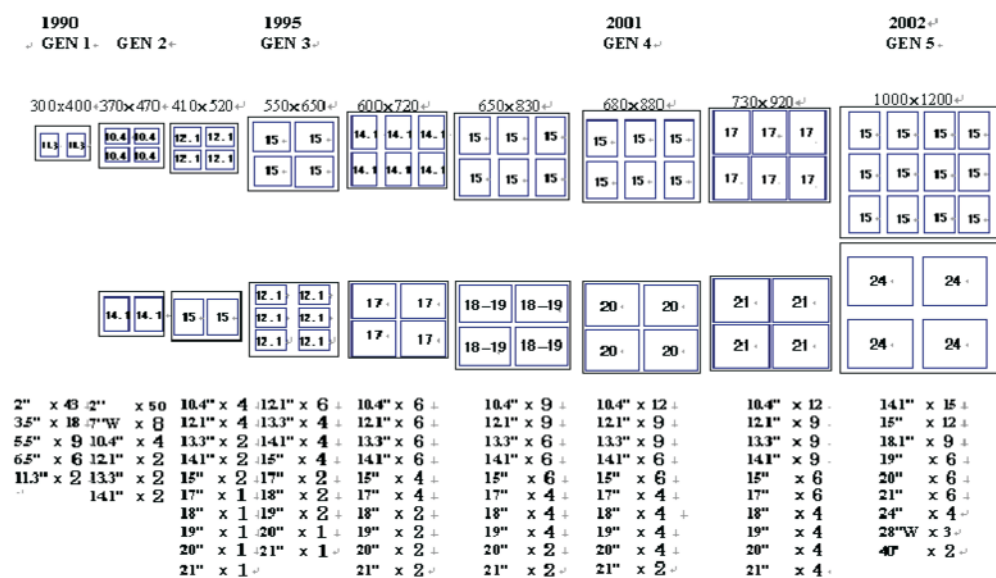 1990 1995 2001 2002
GEN 1 GEN 2 GEN 3 GEN 4 GEN 5
300x400 370x470 410x520 550x650 600x720 650x830 680x880 730x920 1000x1200
15 15 15 15
10.4 10.4 12.1 12.1 15 15 14.1 14.1 14.1 15 15 15 15 15 15 17 17 17
11.3 11.3
10.4 10.4 12.1 12.1 15 15 14.1 14.1 14.1 15 15 15 15 15 15 17 17 17 15 15 15 15
15 15 15 15
12.1 12.1 17 17 18-19 18-19 20 20 21 21 24 24
14.1 14.1 15 15 12.1 12.1
12.1 12.1 17 17 18-19 18-19 20 20 21 21 24 24
2" x 43 2" x 50 10.4" x 4 12.1" x 6 10.4" x 6 10.4" x 9 10.4" x 12 10.4" x 12 14.1" x 15
3.5" x 18 7"W x 8 12.1" x 4 13.3" x 4 12.1" x 6 12.1" x 9 12.1" x 9 12.1" x 9 15" x 12
5.5" x 9 10.4" x 4 13.3" x 2 14.1" x 4 13.3" x 6 13.3" x 6 13.3" x 9 13.3" x 9 18.1" x 9
6.5" x 6 12.1" x 2 14.1" x 2 15" x 4 14.1" x 6 14.1" x 6 14.1" x 6 14.1" x 9 19" x 6
11.3" x 2 13.3" x 2 15" x 2 17" x 2 15" x 4 15" x 6 15" x 6 15" x 6 20" x 6
14.1" x 2 17" x 1 18" x 2 17" x 4 17" x 4 17" x 4 17" x 6 21" x 6
18" x 1 19" x 2 18" x 2 18" x 4 18" x 4 18" x 4 24" x 4
19" x 1 20" x 1 19" x 2 19" x 4 19" x 4 19" x 4 28"W x 3
20" x 1 21" x 1 20" x 2 20" x 2 20" x 4 20" x 4 40" x 2
21" x 1 21" x 2 21" x 2 21" x 2 21" x 4